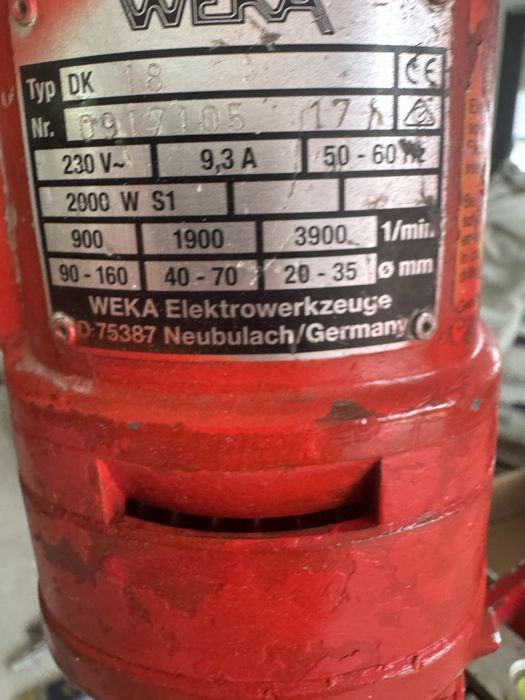 WEKA
Typ DK 18 CE
Nr. 0917105 17
230 V~ 9,3 A 50 - 60 Hz
2000 W S1
900 1900 3900 1/min.
90 - 160 40 - 70 20 - 35 ø mm
WEKA Elektrowerkzeuge
D-75387 Neubulach/Germany